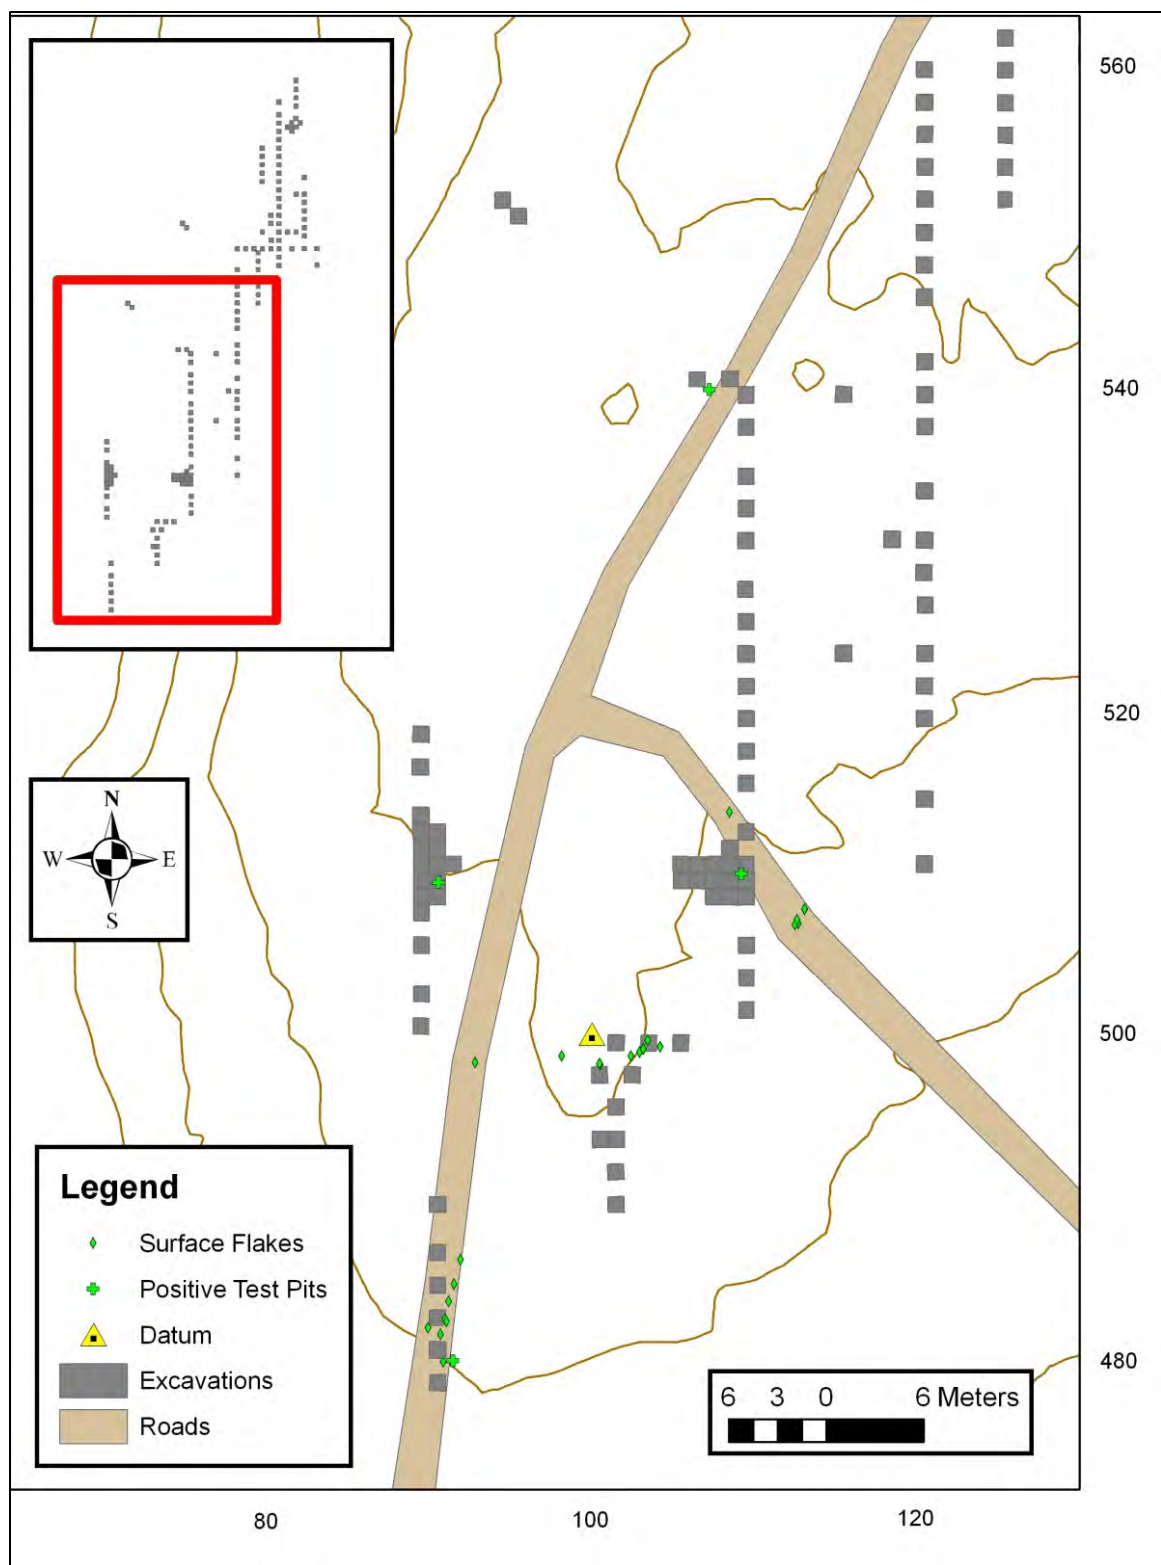 560
540
520
N
W E
S
500
Legend
Surface Flakes
Positive Test Pits
Datum
Excavations
Roads
480
6 3 0 6 Meters
80 100 120